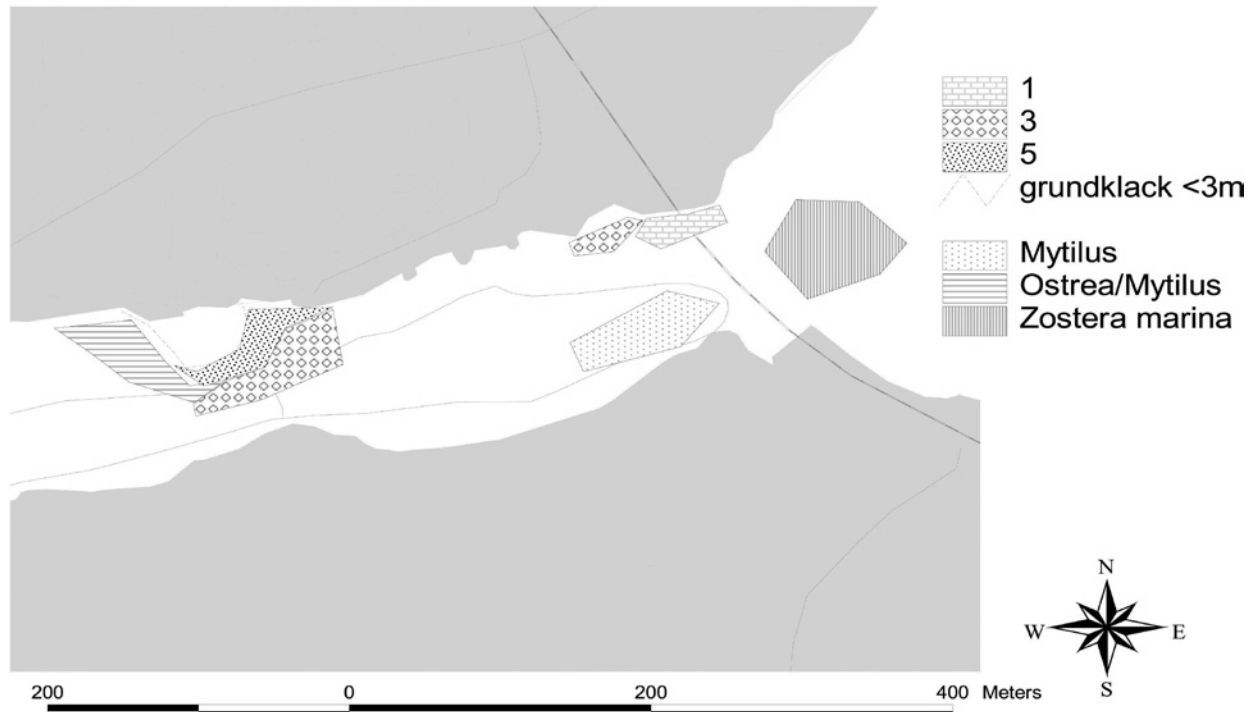 1
3
5
grundklack <3m
Mytilus
Ostrea/Mytilus
Zostera marina
N
W E
S
200 0 200 400 Meters